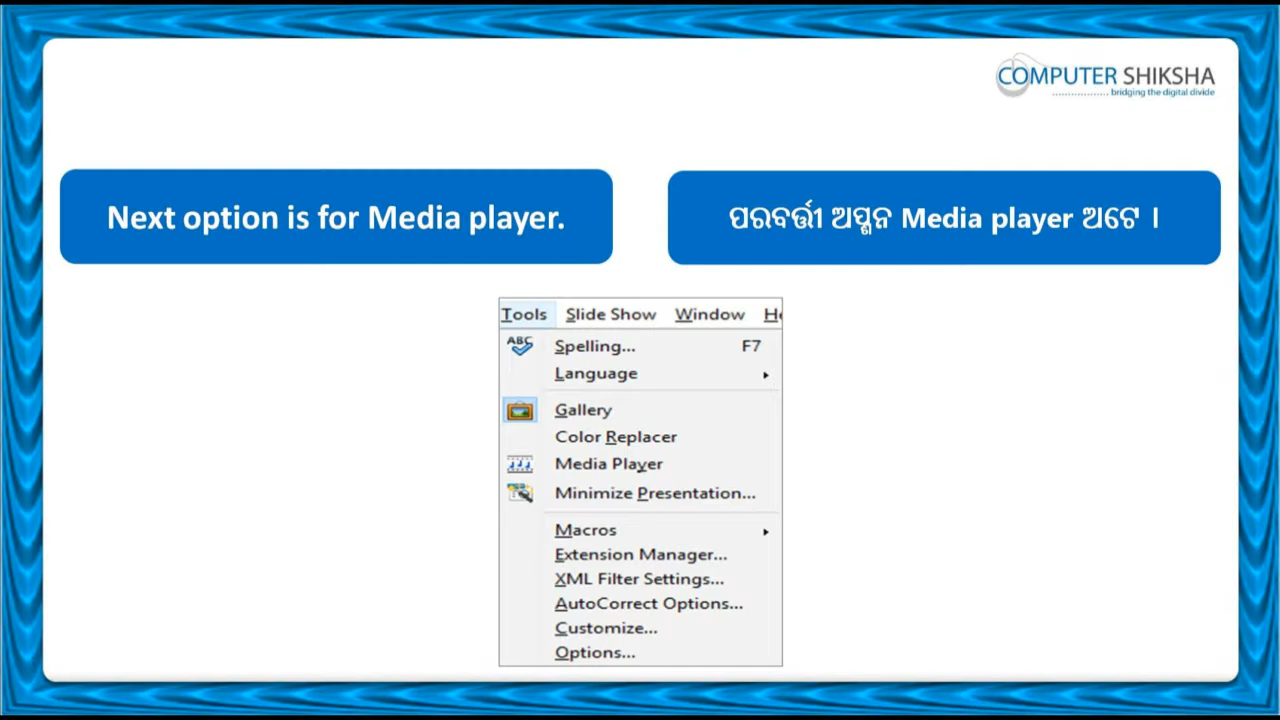 COMPUTER SHIKSHA
bridging the digital divide
Next option is for Media player.
ପରବର୍ତ୍ତୀ ଅପ୍ସନ Media player ଅଟେ ।
Tools Slide Show Window
Spelling... F7
Language
Gallery
Color Replacer
Media Player
Minimize Presentation...
Macros
Extension Manager...
XML Filter Settings...
AutoCorrect Options...
Customize...
Options...